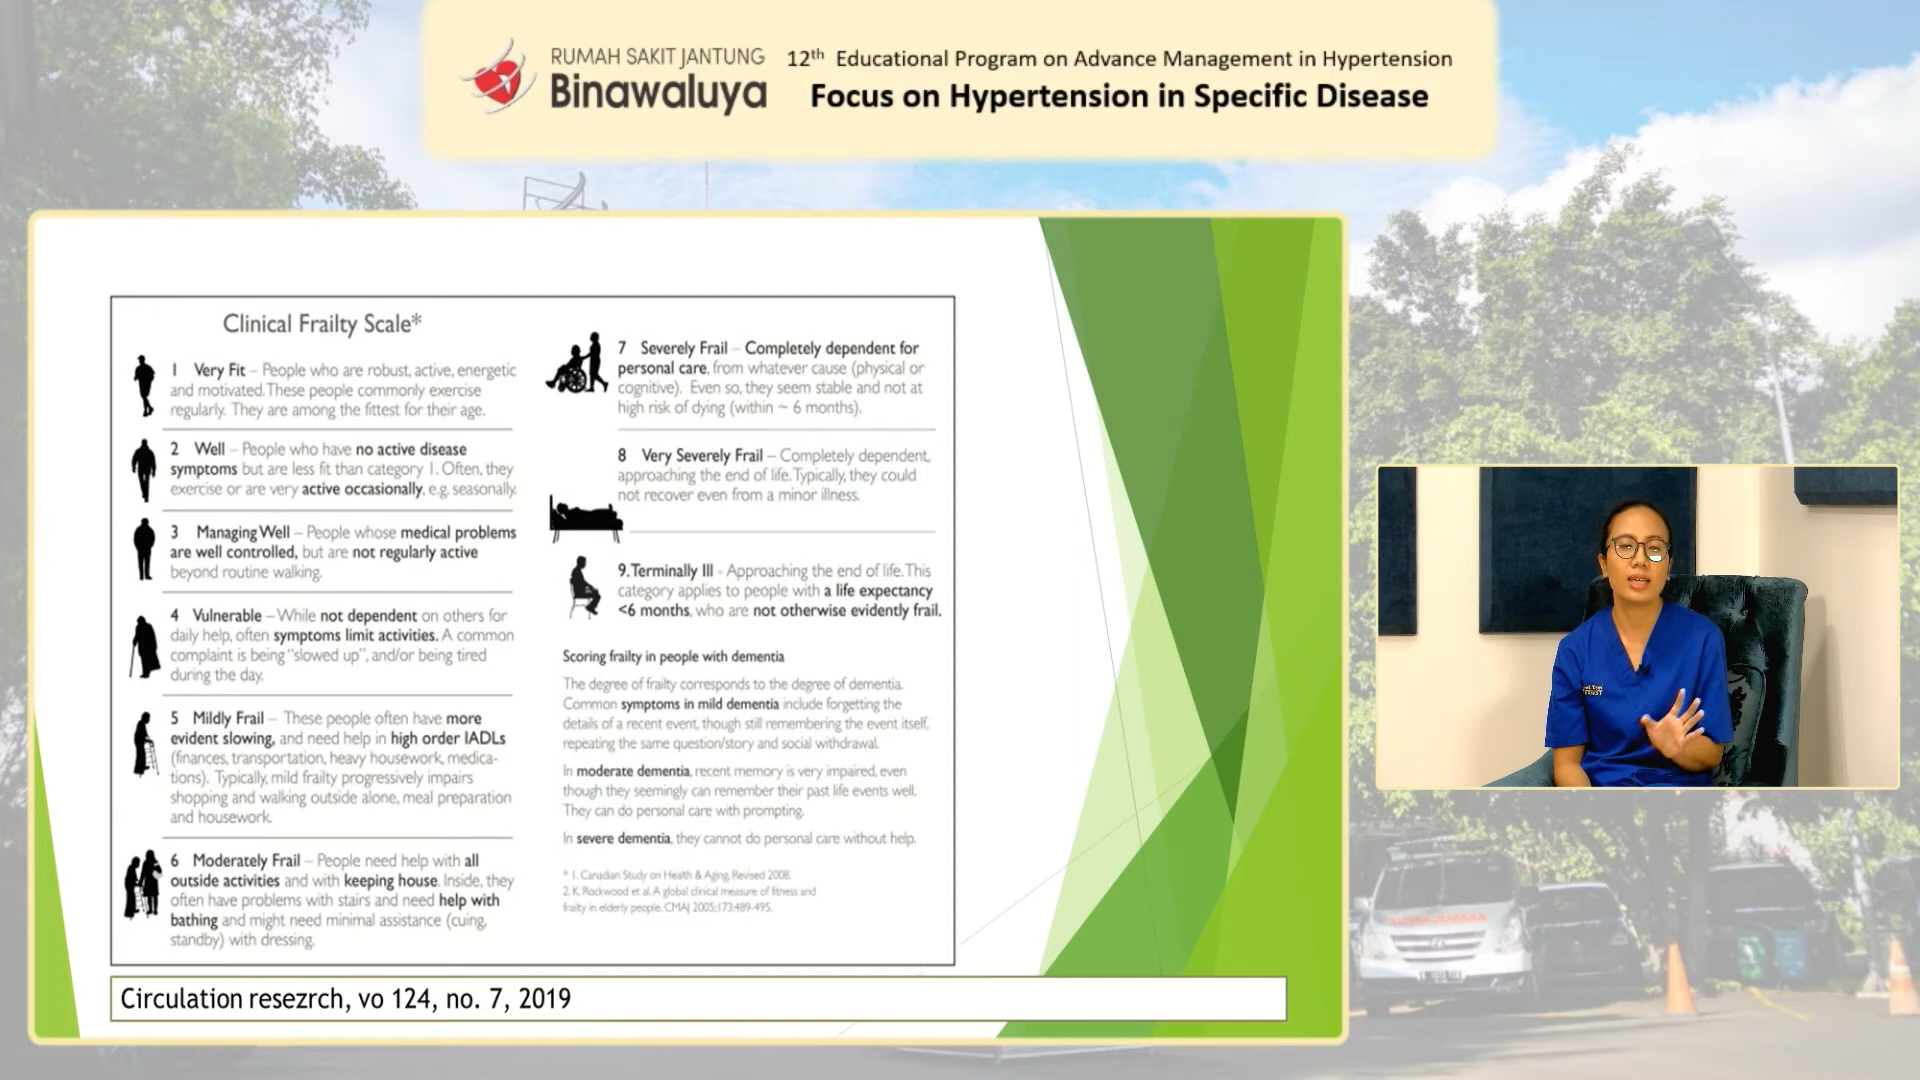 RUMAH SAKIT JANTUNG
Binawaluya
12th Educational Program on Advance Management in Hypertension
Focus on Hypertension in Specific Disease
Clinical Frailty Scale*
1 Very Fit – People who are robust, active, energetic
and motivated. These people commonly exercise
regularly. They are among the fittest for their age.
2 Well – People who have no active disease
symptoms but are less fit than category 1. Often, they
exercise or are very active occasionally, e.g. seasonally.
3 Managing Well – People whose medical problems
are well controlled, but are not regularly active
beyond routine walking.
4 Vulnerable – While not dependent on others for
daily help, often symptoms limit activities. A common
complaint is being "slowed up", and/or being tired
during the day.
5 Mildly Frail – These people often have more
evident slowing, and need help in high order IADLs
(finances, transportation, heavy housework, medica-
tions). Typically, mild frailty progressively impairs
shopping and walking outside alone, meal preparation
and housework.
6 Moderately Frail – People need help with all
outside activities and with keeping house. Inside, they
often have problems with stairs and need help with
bathing and might need minimal assistance (cuing,
standby) with dressing.
7 Severely Frail – Completely dependent for
personal care, from whatever cause (physical or
cognitive). Even so, they seem stable and not at
high risk of dying (within ~ 6 months).
8 Very Severely Frail – Completely dependent,
approaching the end of life. Typically, they could
not recover even from a minor illness.
9. Terminally Ill - Approaching the end of life. This
category applies to people with a life expectancy
<6 months, who are not otherwise evidently frail.
Scoring frailty in people with dementia
The degree of frailty corresponds to the degree of dementia.
Common symptoms in mild dementia include forgetting the
details of a recent event, though still remembering the event itself,
repeating the same question/story and social withdrawal.
In moderate dementia, recent memory is very impaired, even
though they seemingly can remember their past life events well.
They can do personal care with prompting.
In severe dementia, they cannot do personal care without help.
* 1. Canadian Study on Health & Aging, Revised 2008.
2. K. Rockwood et al. A global clinical measure of fitness and
frailty in elderly people. CMAJ 2005;173:489-495.
Circulation resezrch, vo 124, no. 7, 2019